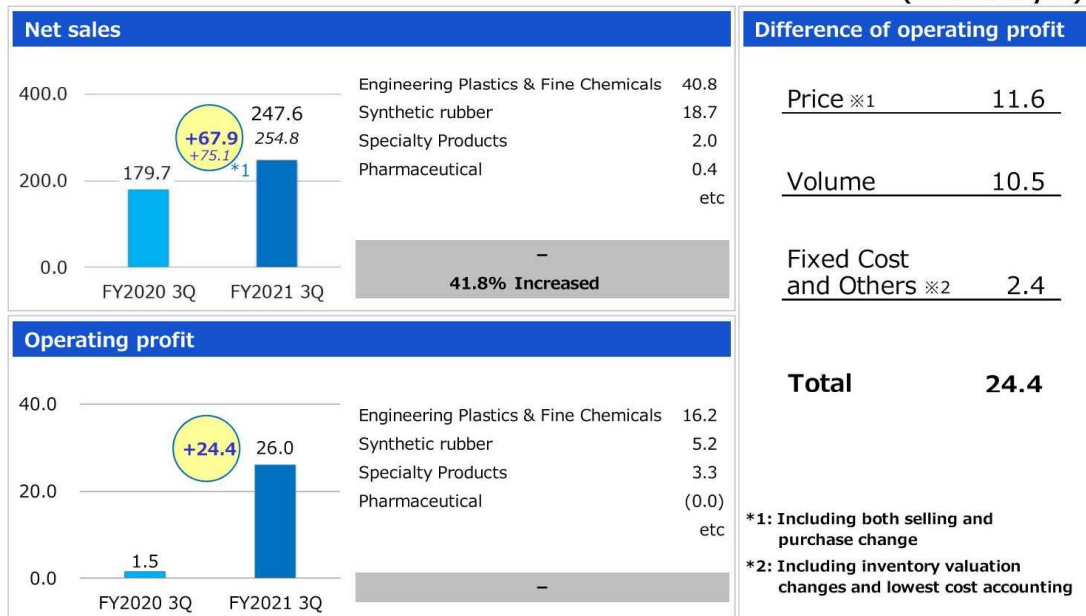 Net sales
400.0
200.0
0.0
179.7
+67.9
+75.1
*1
247.6
254.8
FY2020 3Q
FY2021 3Q
Engineering Plastics & Fine Chemicals 40.8
Synthetic rubber 18.7
Specialty Products 2.0
Pharmaceutical 0.4
etc
–
41.8% Increased
Operating profit
40.0
20.0
0.0
1.5
+24.4
26.0
FY2020 3Q
FY2021 3Q
Engineering Plastics & Fine Chemicals 16.2
Synthetic rubber 5.2
Specialty Products 3.3
Pharmaceutical (0.0)
etc
–
Difference of operating profit
Price ※1 11.6
Volume 10.5
Fixed Cost
and Others ※2 2.4
Total 24.4
*1: Including both selling and
purchase change
*2: Including inventory valuation
changes and lowest cost accounting